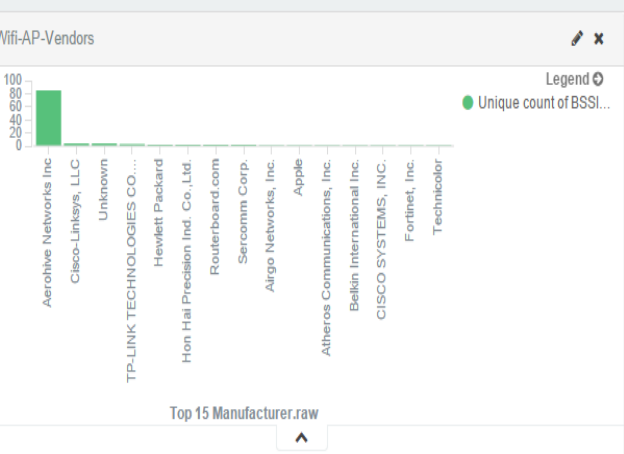 Wifi-AP-Vendors
Legend
Unique count of BSSI...
100
80
60
40
20
0
Aerohive Networks Inc
Cisco-Linksys, LLC
Unknown
TP-LINK TECHNOLOGIES CO....
Hewlett Packard
Hon Hai Precision Ind. Co.,Ltd.
Routerboard.com
Sercomm Corp.
Airgo Networks, Inc.
Apple
Atheros Communications, Inc.
Belkin International Inc.
CISCO SYSTEMS, INC.
Fortinet, Inc.
Technicolor
Top 15 Manufacturer.raw